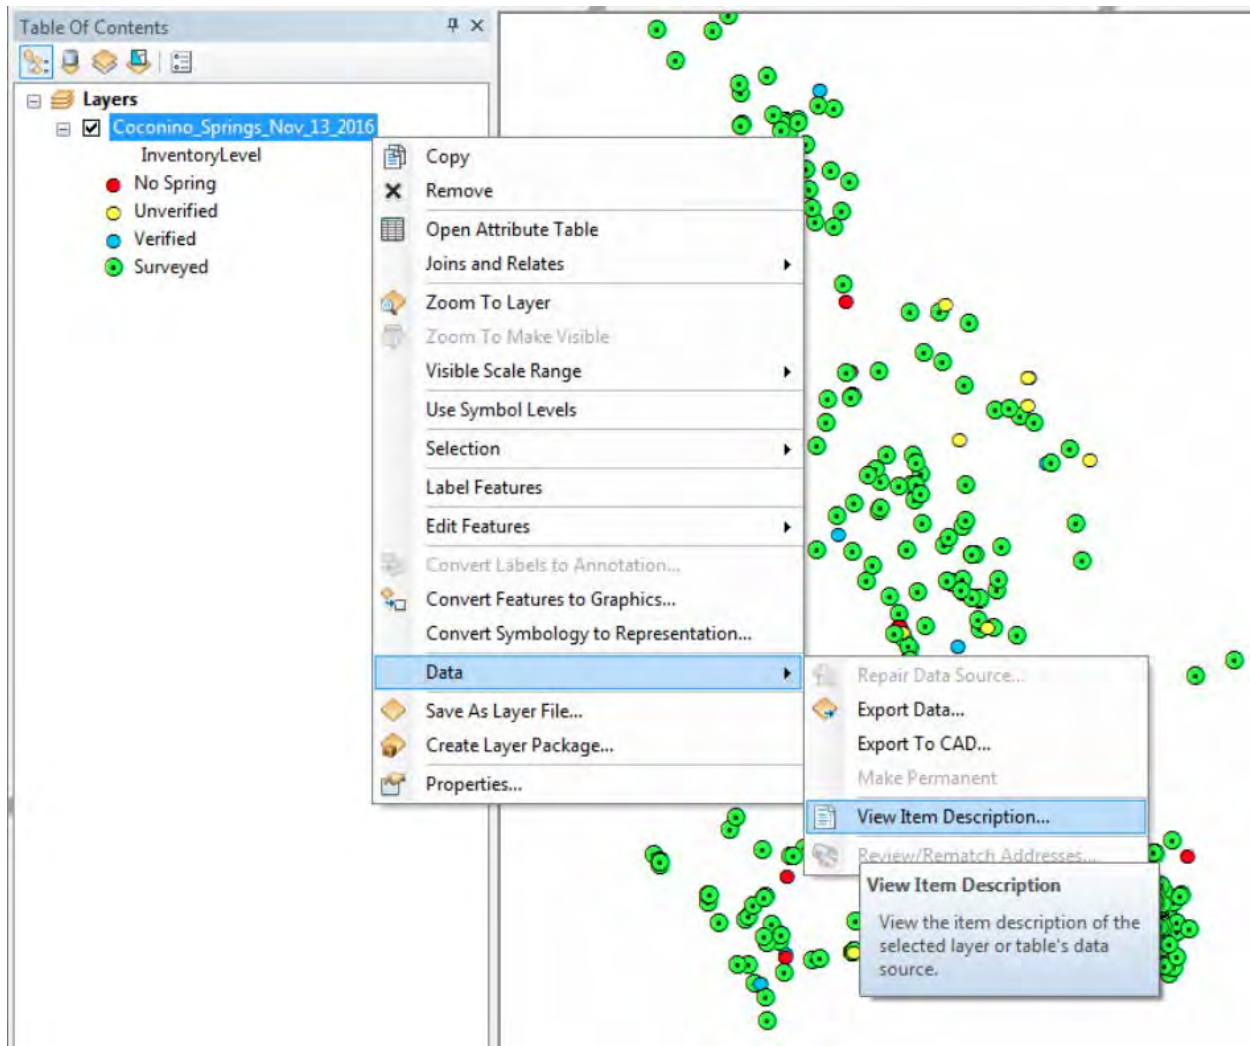 Table Of Contents
Layers
Coconino_Springs_Nov_13_2016
InventoryLevel
No Spring
Unverified
Verified
Surveyed
Copy
Remove
Open Attribute Table
Joins and Relates
Zoom To Layer
Zoom To Make Visible
Visible Scale Range
Use Symbol Levels
Selection
Label Features
Edit Features
Convert Labels to Annotation...
Convert Features to Graphics...
Convert Symbology to Representation...
Data
Save As Layer File...
Create Layer Package...
Properties...
Repair Data Source...
Export Data...
Export To CAD...
Make Permanent
View Item Description...
Review/Rematch Addresses...
View Item Description
View the item description of the
selected layer or table's data
source.